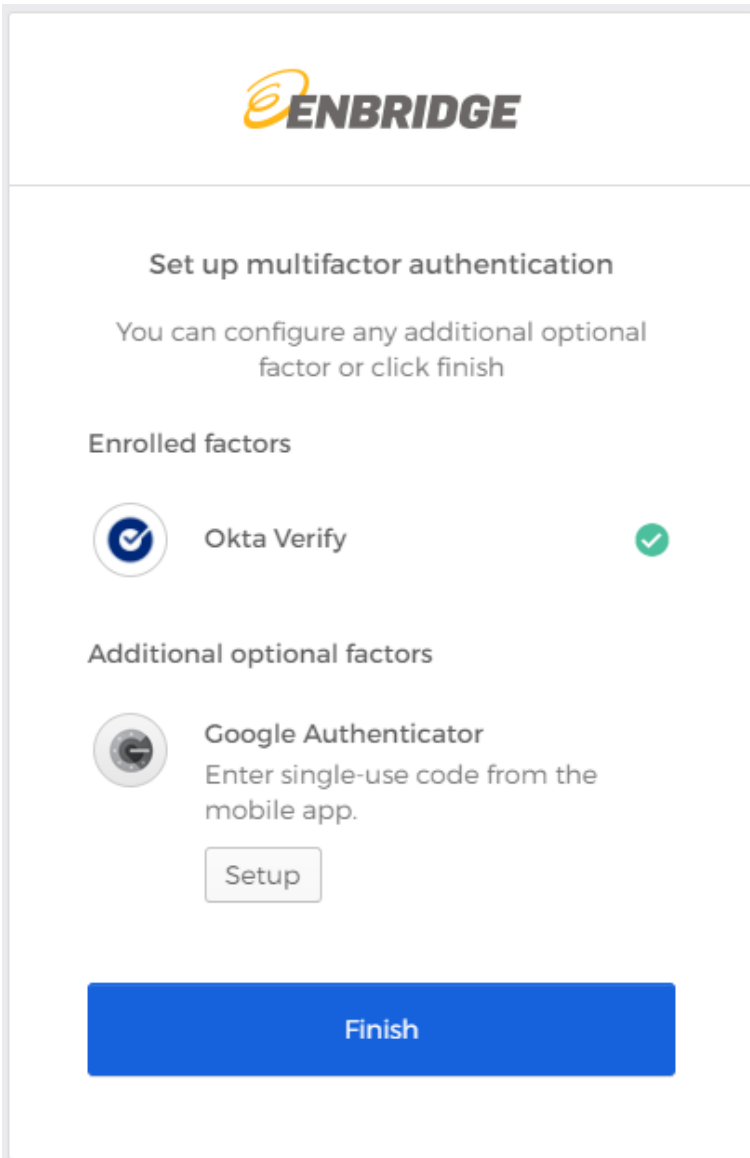 ENBRIDGE
Set up multifactor authentication
You can configure any additional optional
factor or click finish
Enrolled factors
Okta Verify
Additional optional factors
Google Authenticator
Enter single-use code from the
mobile app.
Setup
Finish